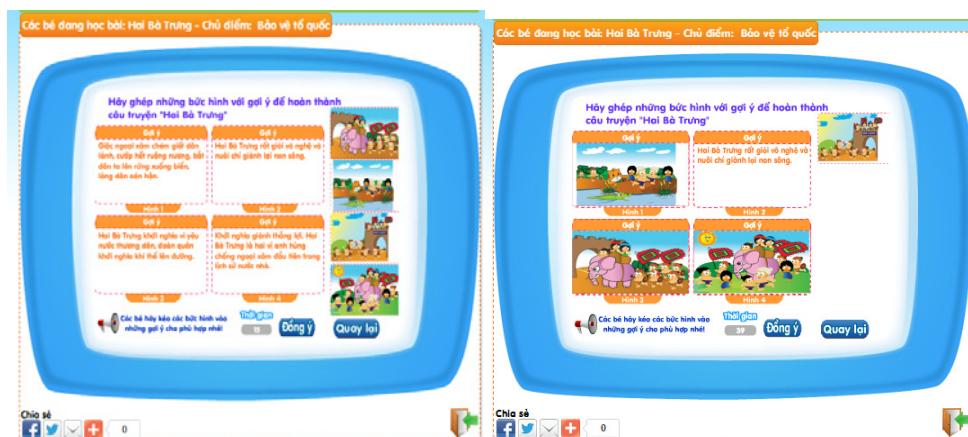 Các bé đang học bài: Hai Bà Trưng - Chủ điểm: Bảo vệ tổ quốc
Hãy ghép những bức hình với gợi ý để hoàn thành
câu truyện "Hai Bà Trưng"
Gợi ý
Giặc ngoại xâm chém giết dân
lành, cướp hết ruộng nương, bắt
dân ta lên rừng xuống biển,
lòng dân oán hận.
Hình 1
Gợi ý
Hai Bà Trưng rất giỏi võ nghệ và
nuôi chí giành lại non sông.
Hình 2
Gợi ý
Hai Bà Trưng khởi nghĩa vì yêu
nước thương dân, đoàn quân
khởi nghĩa khí thế lên đường.
Hình 3
Gợi ý
Khởi nghĩa giành thắng lợi. Hai
Bà Trưng là hai vị anh hùng
chống ngoại xâm đầu tiên trong
lịch sử nước nhà.
Hình 4
Các bé hãy kéo các bức hình vào
những gợi ý cho phù hợp nhé!
Thời gian
15
Đồng ý
Quay lại
Chia sẻ
0
Các bé đang học bài: Hai Bà Trưng - Chủ điểm: Bảo vệ tổ quốc
Hãy ghép những bức hình với gợi ý để hoàn thành
câu truyện "Hai Bà Trưng"
Gợi ý
Hình 1
Gợi ý
Hai Bà Trưng rất giỏi võ nghệ và
nuôi chí giành lại non sông.
Hình 2
Gợi ý
Hình 3
Gợi ý
Hình 4
Các bé hãy kéo các bức hình vào
những gợi ý cho phù hợp nhé!
Thời gian
39
Đồng ý
Quay lại
Chia sẻ
0